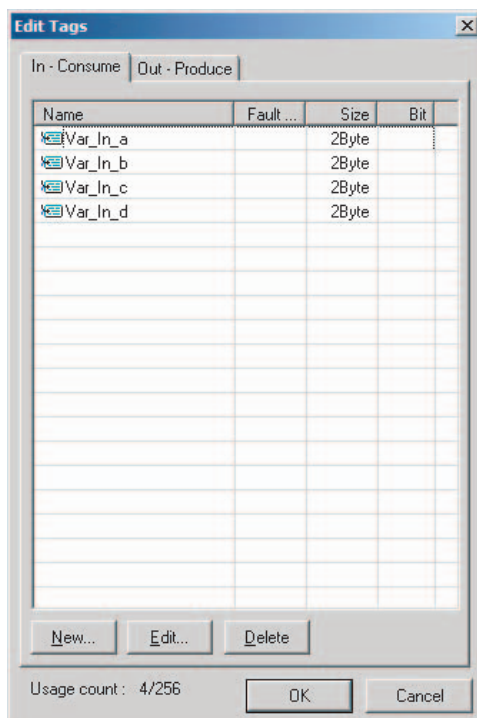 Edit Tags
In - Consume Out - Produce
Name Fault ... Size Bit
Var_In_a 2Byte
Var_In_b 2Byte
Var_In_c 2Byte
Var_In_d 2Byte
New... Edit... Delete
Usage count : 4/256 OK Cancel